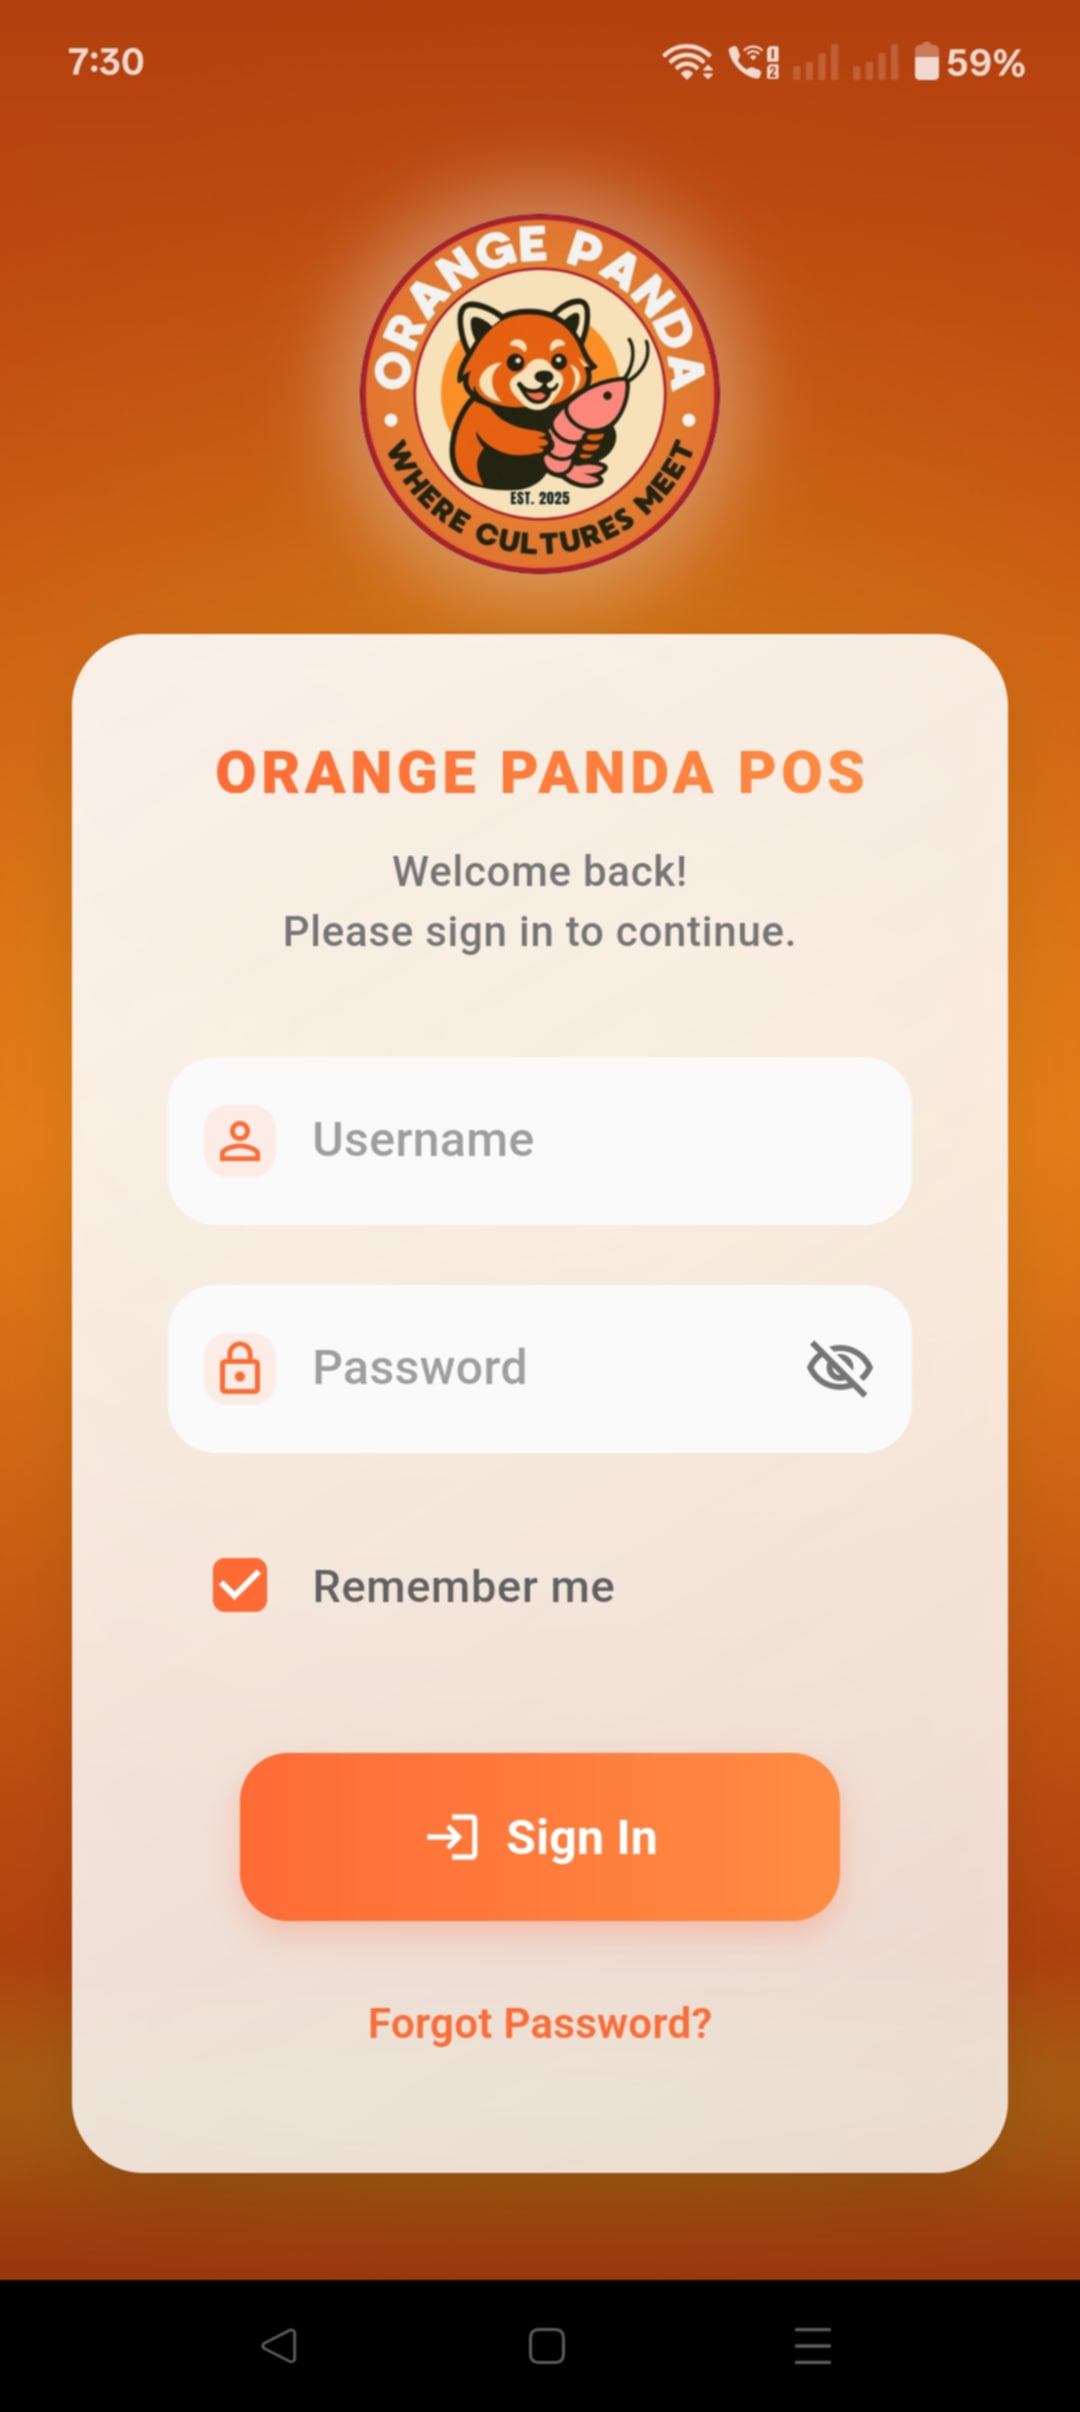 7:30
59%
ORANGE PANDA
WHERE CULTURES MEET
EST. 2025
ORANGE PANDA POS
Welcome back!
Please sign in to continue.
Username
Password
Remember me
Sign In
Forgot Password?